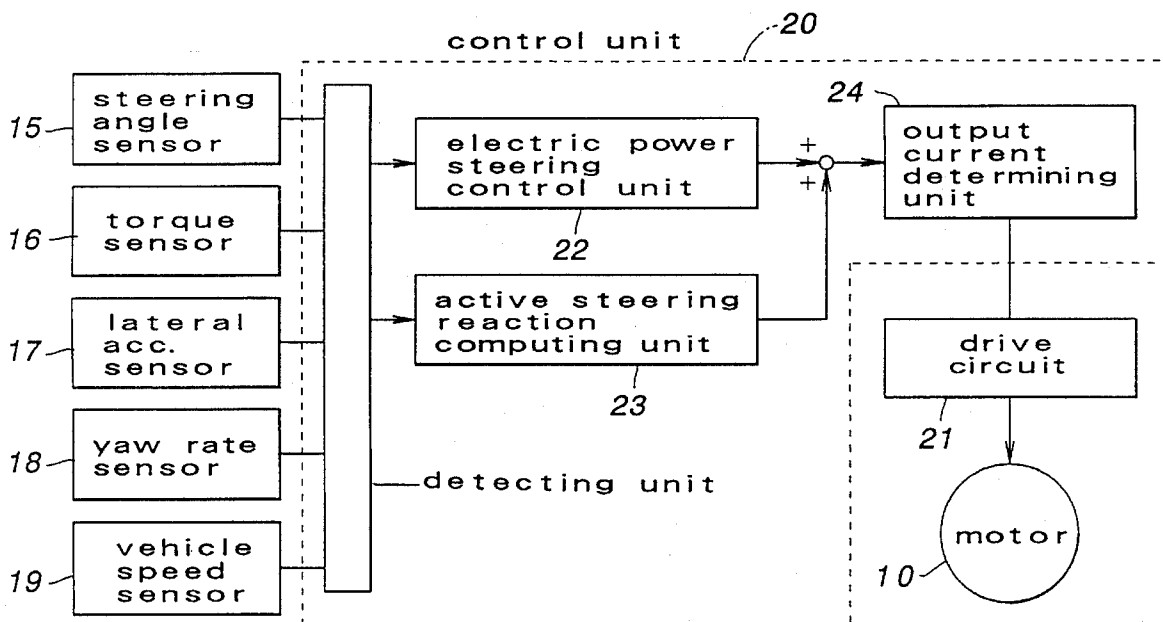 control unit
20
15
steering
angle
sensor
16
torque
sensor
17
lateral
acc.
sensor
18
yaw rate
sensor
19
vehicle
speed
sensor
electric power
steering
control unit
22
active steering
reaction
computing unit
23
detecting unit
+
+
24
output
current
determining
unit
drive
circuit
21
motor
10